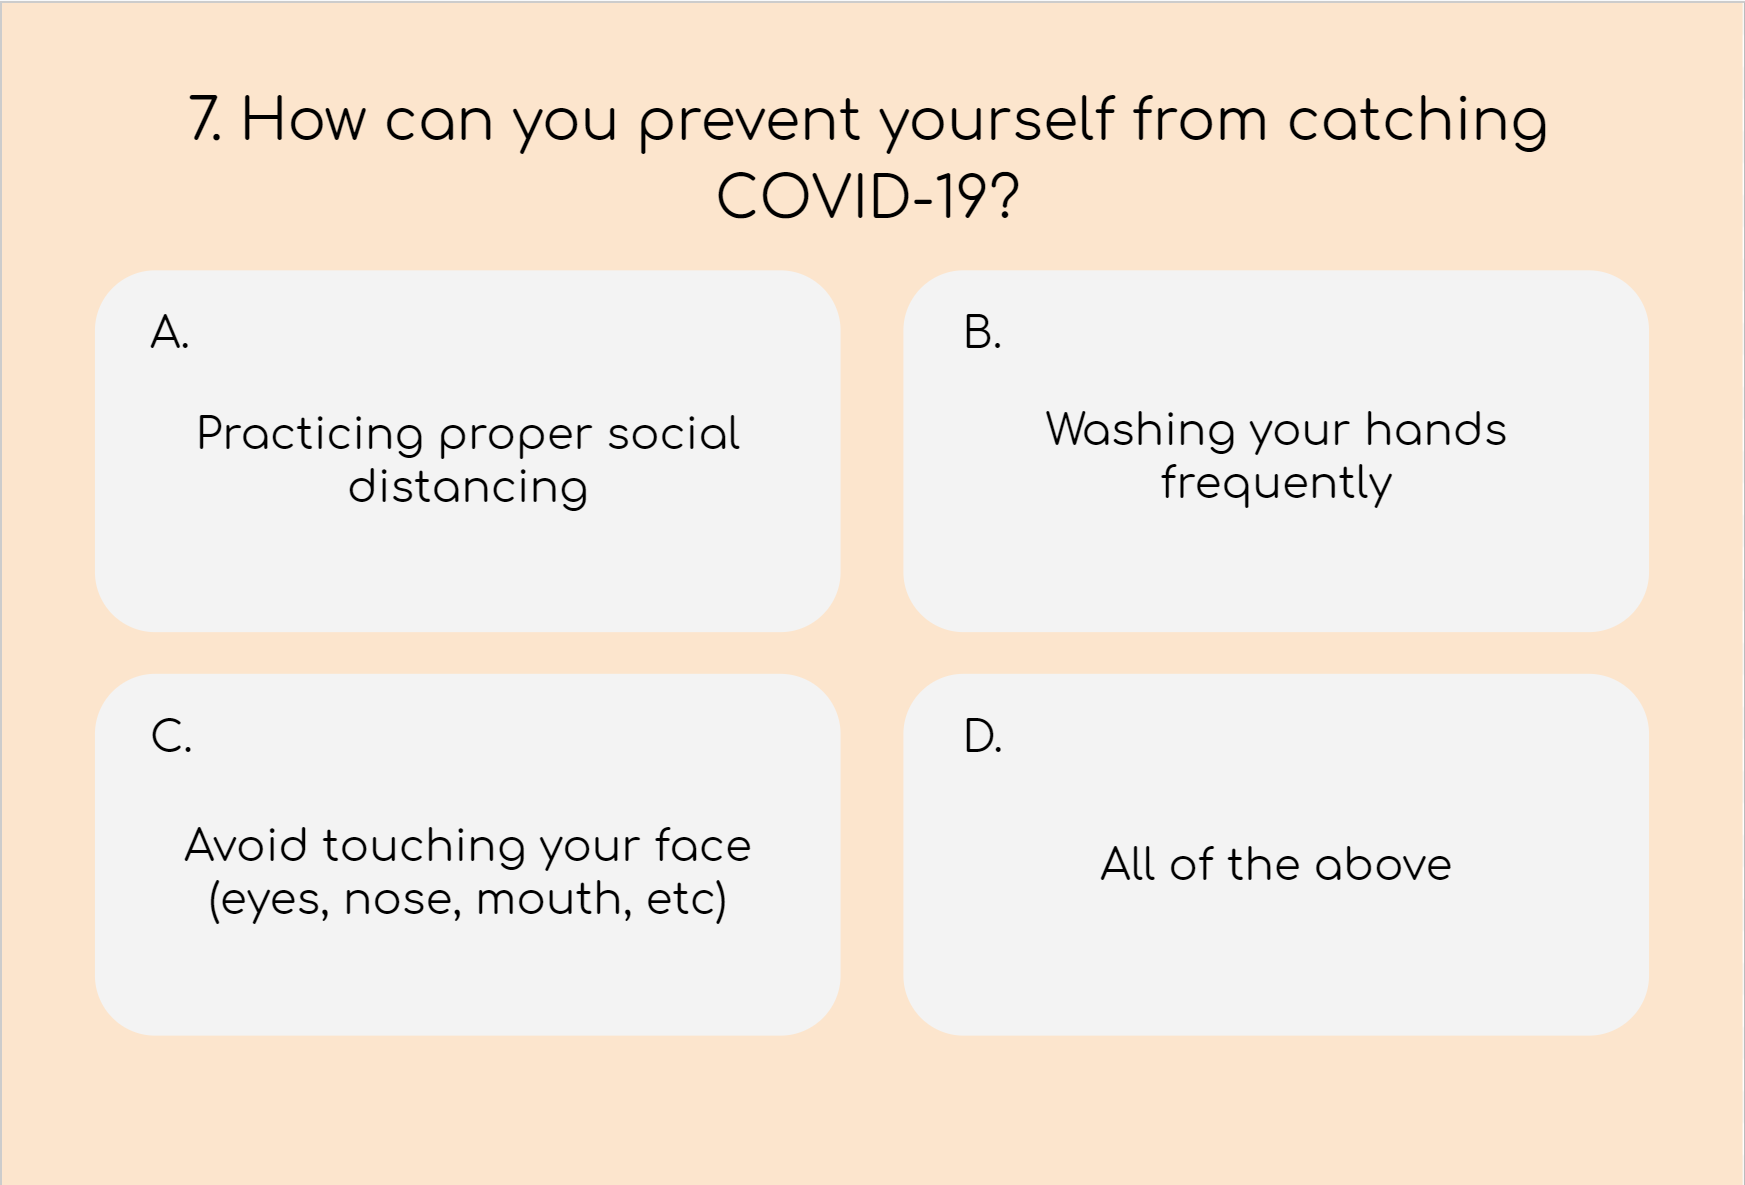 7. How can you prevent yourself from catching
COVID-19?
A.
Practicing proper social
distancing
B.
Washing your hands
frequently
C.
Avoid touching your face
(eyes, nose, mouth, etc)
D.
All of the above